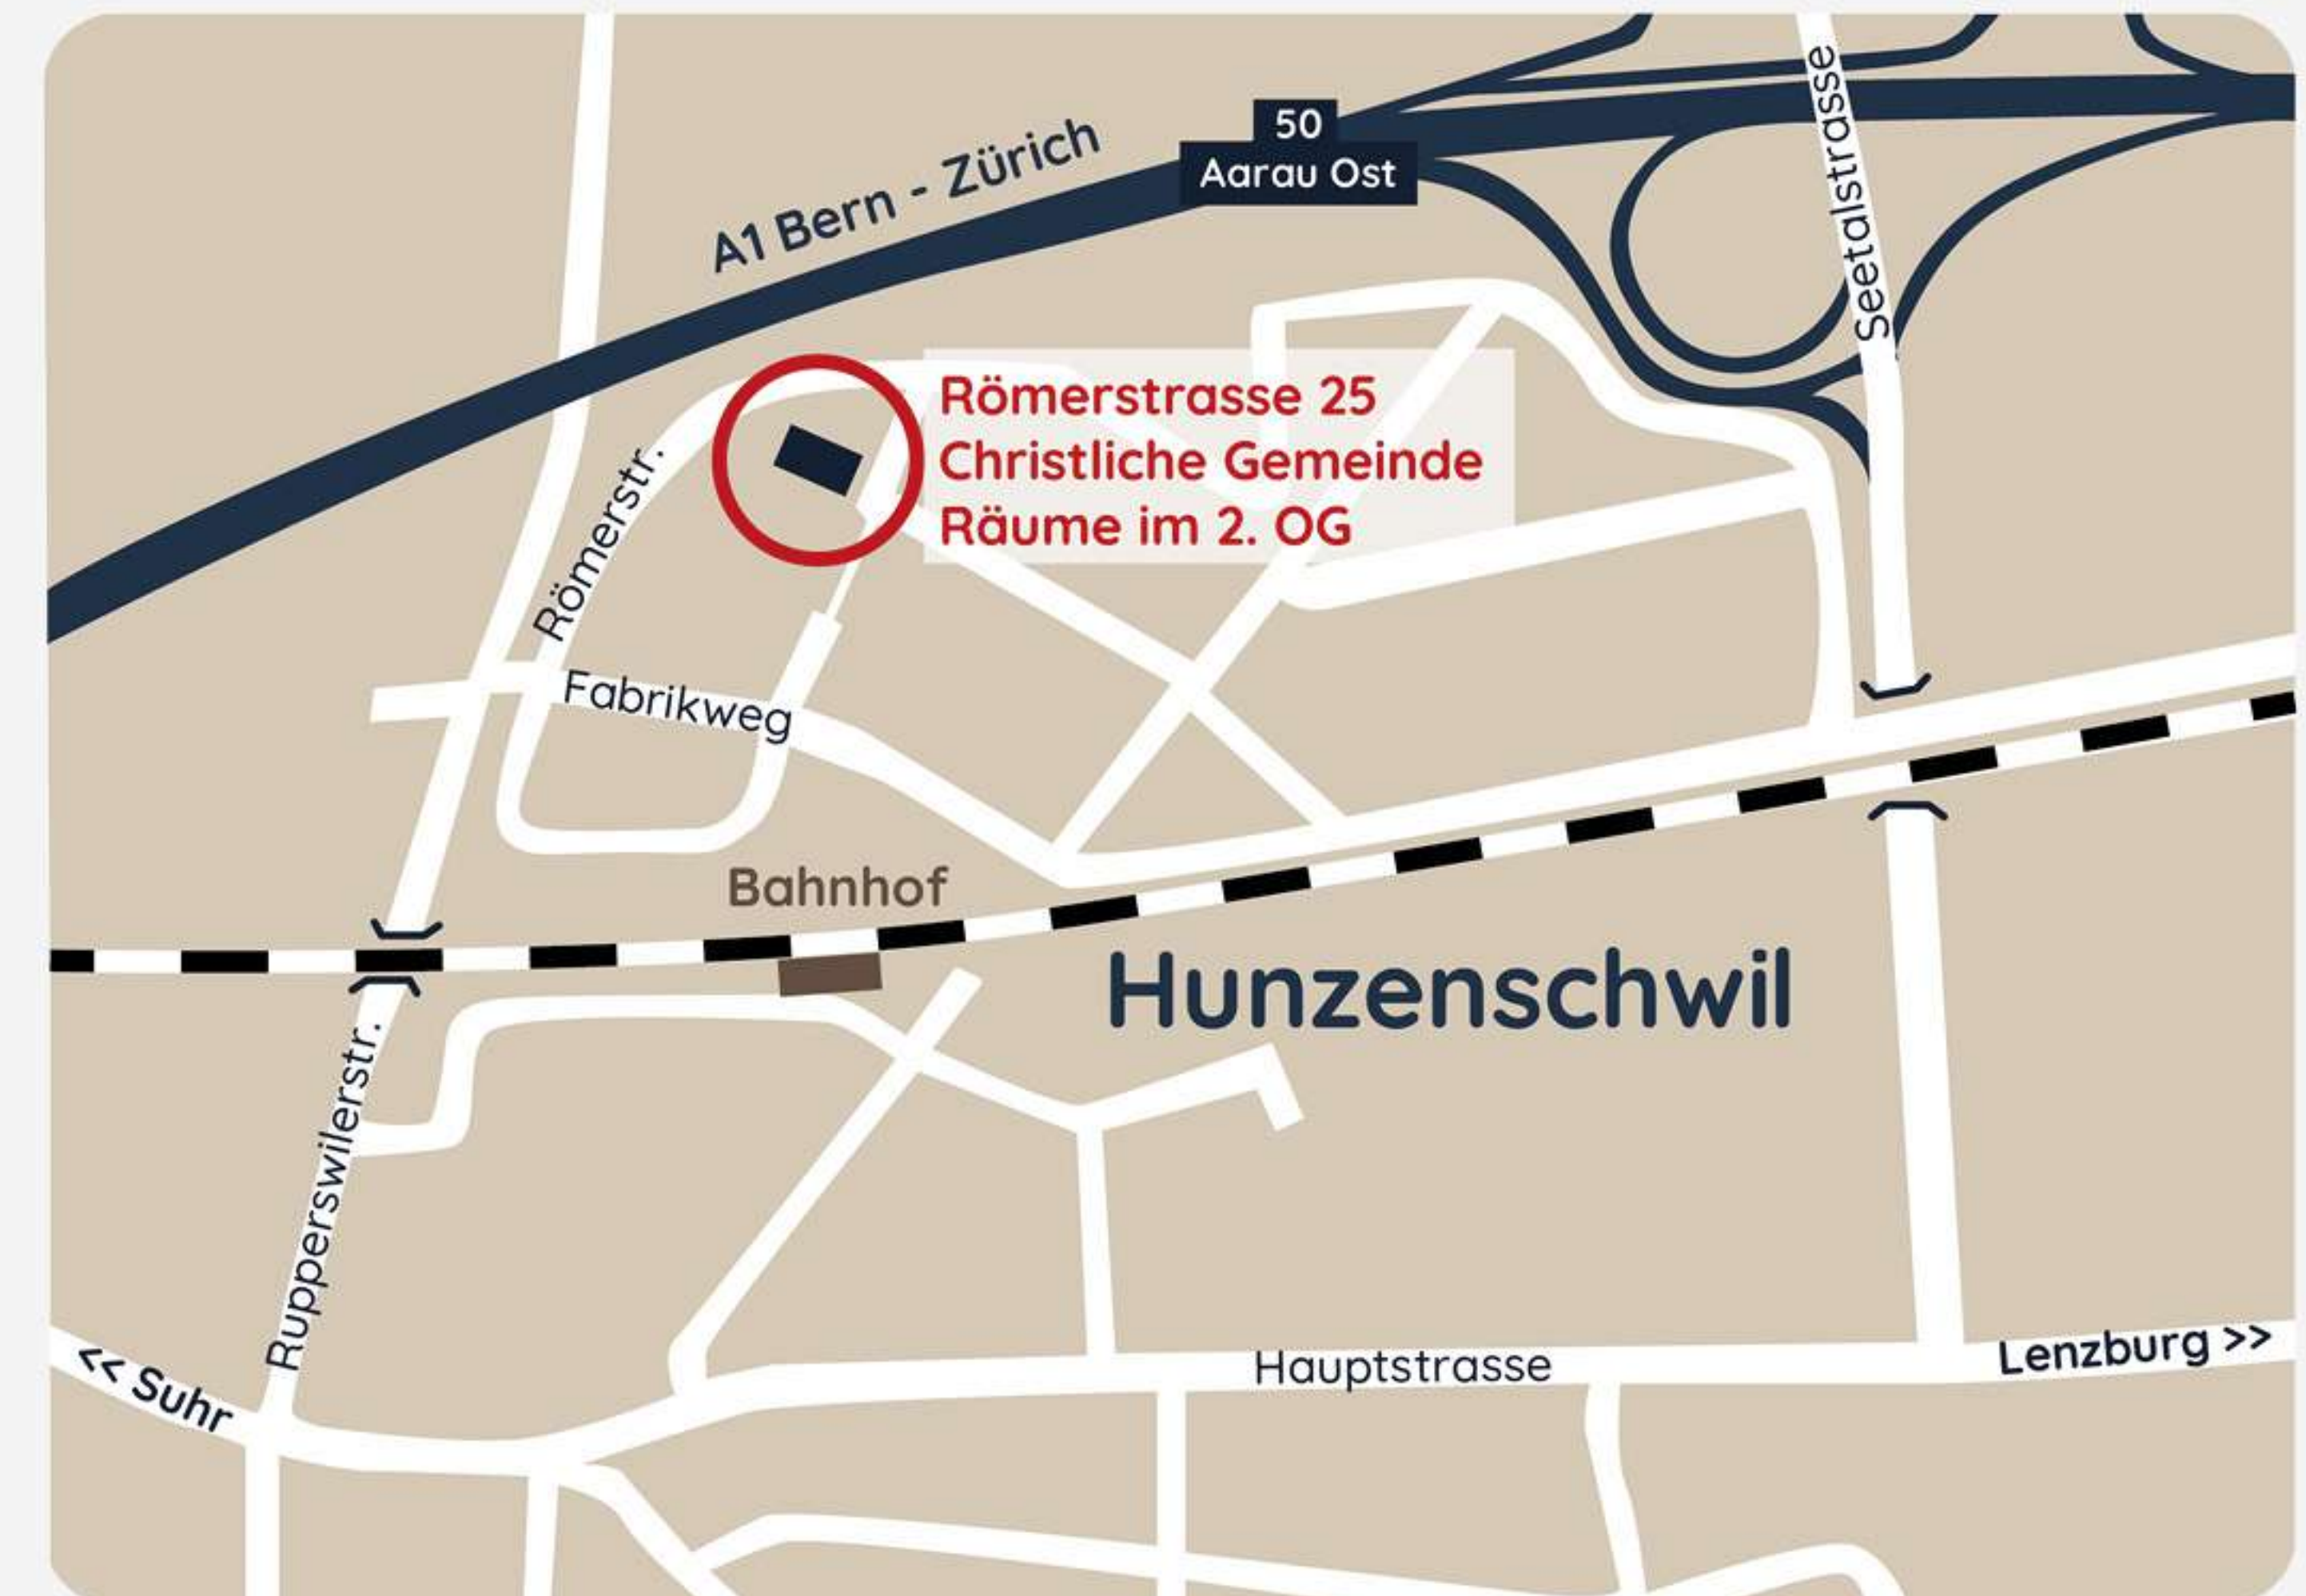 Seetalstrasse
50
Aarau Ost
A1 Bern - Zürich
Römerstrasse 25
Christliche Gemeinde
Räume im 2. OG
Römerstr.
Fabrikweg
Bahnhof
Hunzenschwil
Rupperswilerstr.
<< Suhr
Hauptstrasse
Lenzburg >>